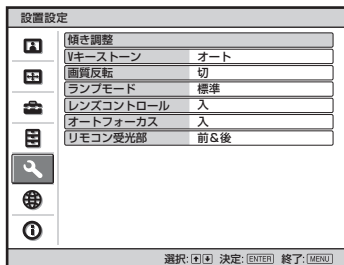 設置設定
傾き調整
Vキーストーン オート
画質反転 切
ランプモード 標準
レンズコントロール 入
オートフォーカス 入
リモコン受光部 前&後
選択: 決定: ENTER 終了: MENU